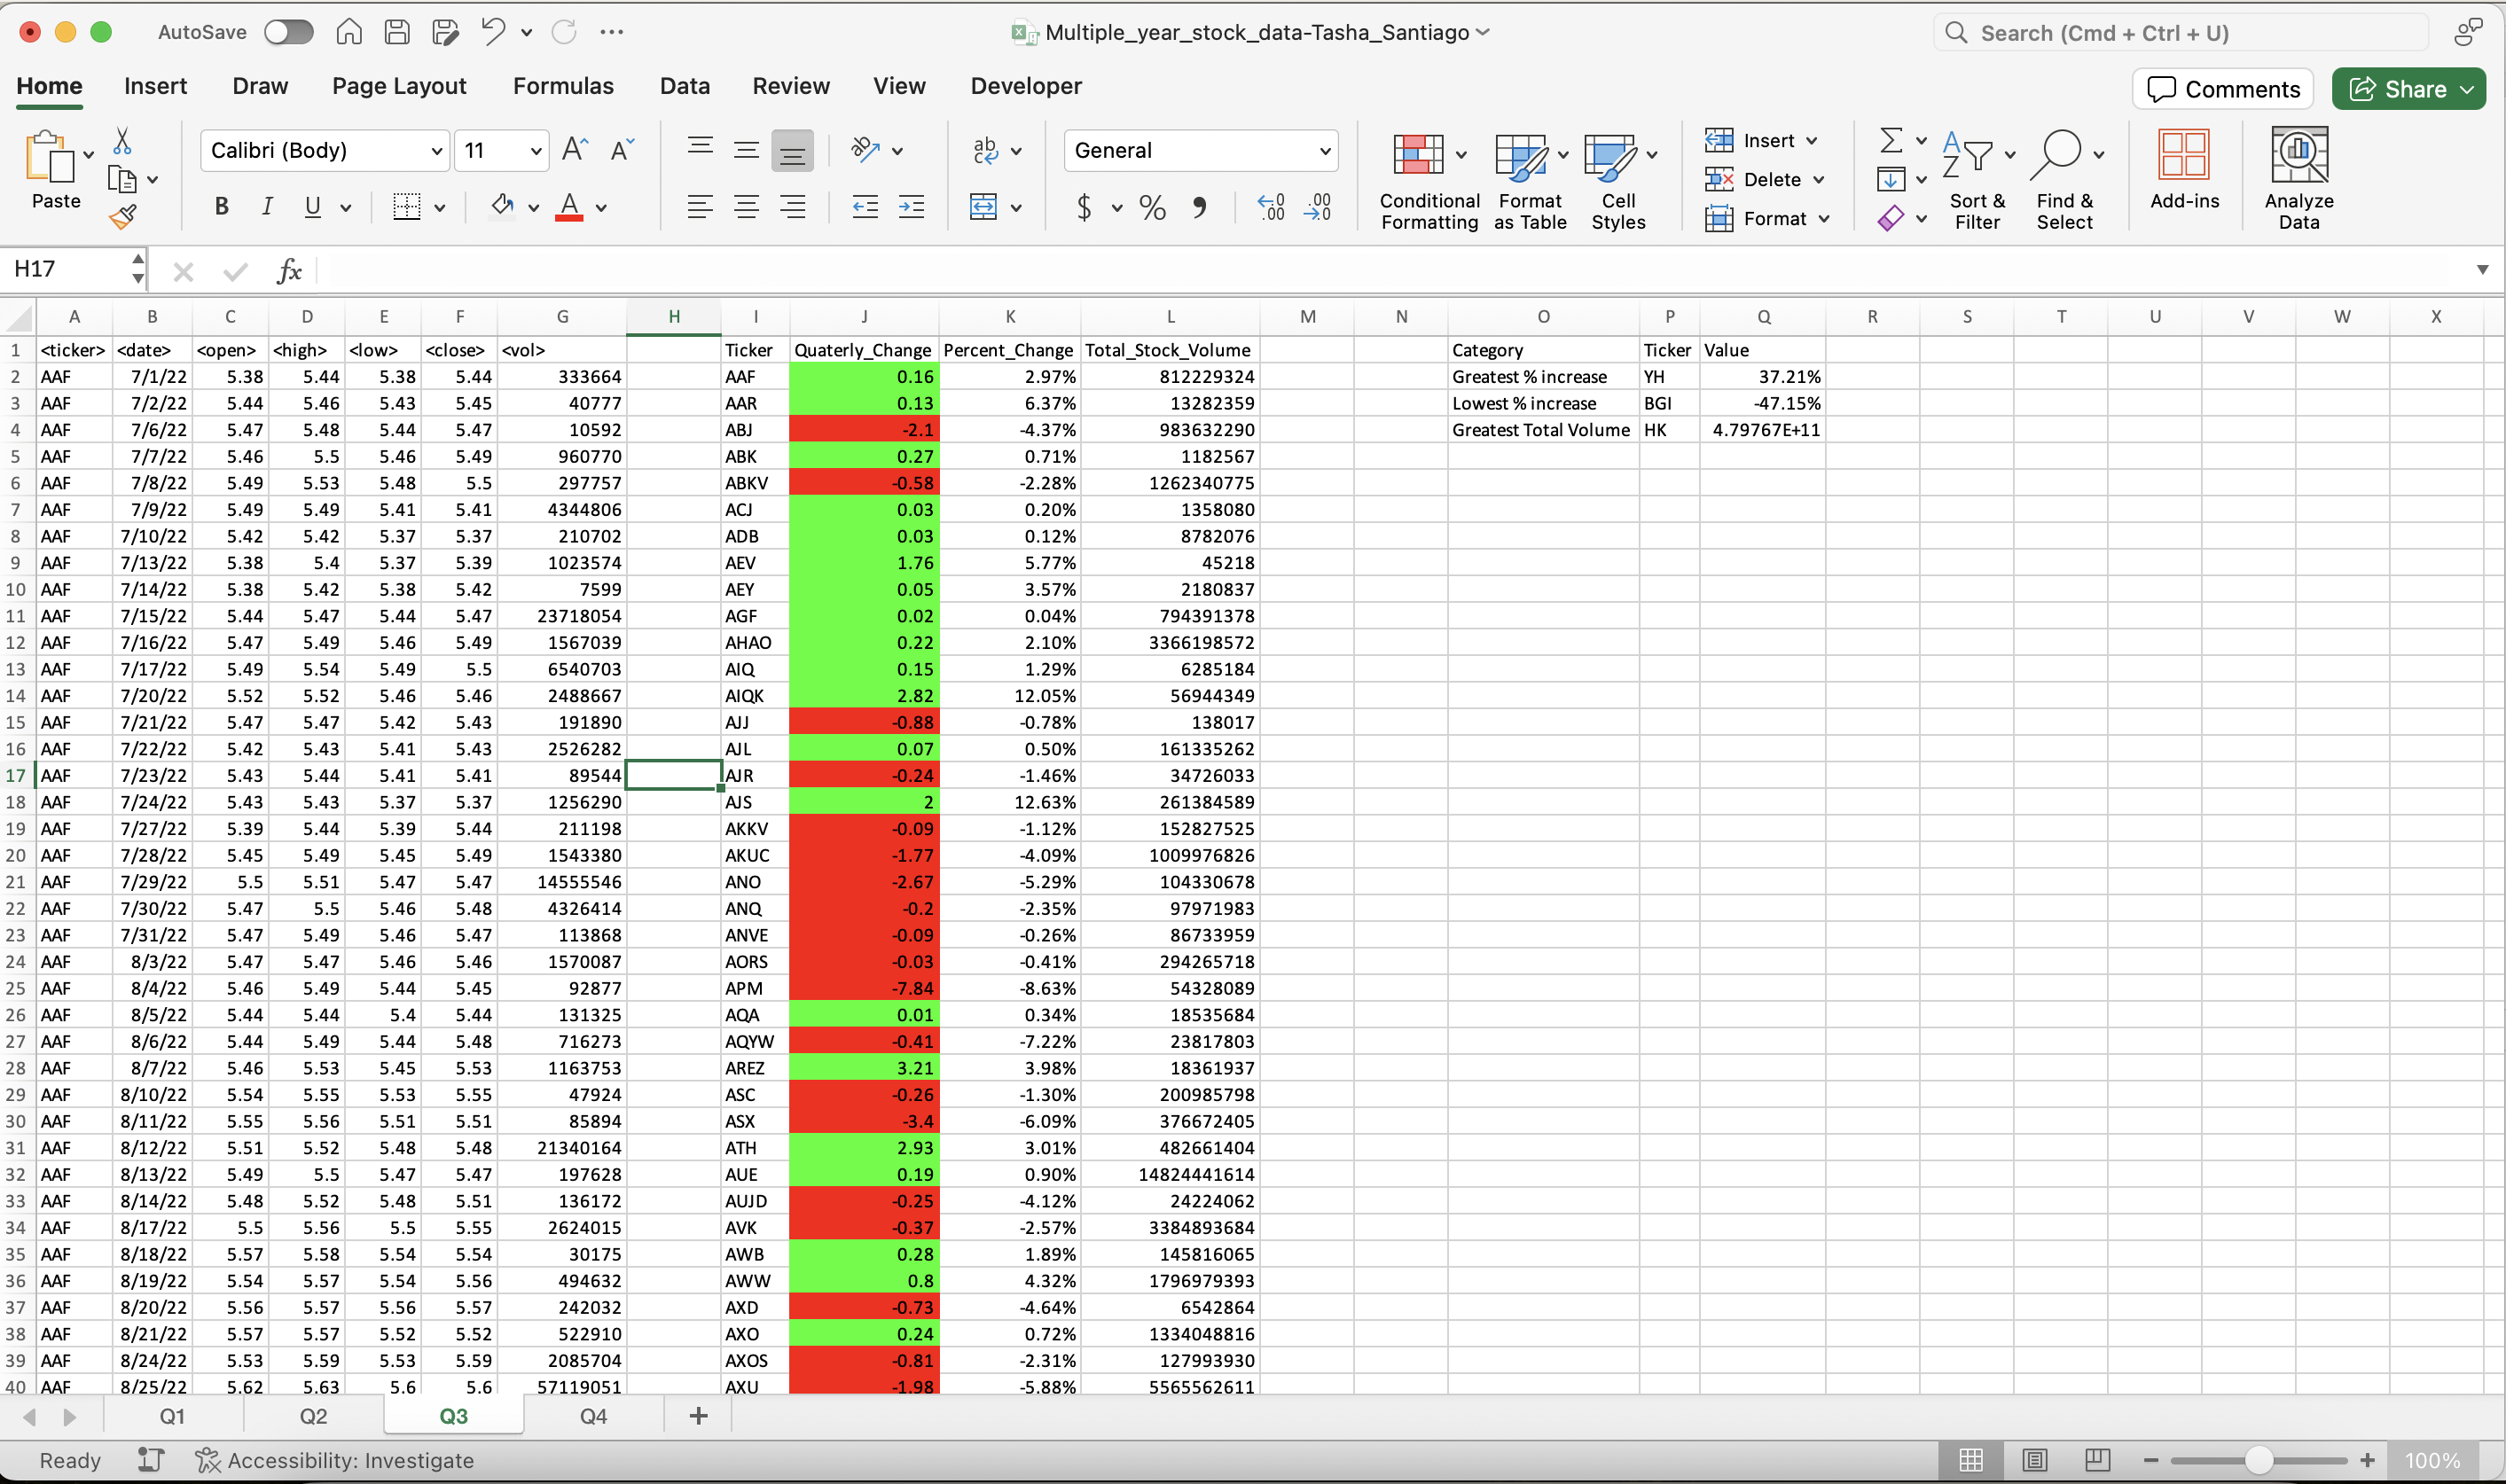 AutoSave Multiple_year_stock_data-Tasha_Santiago Search (Cmd + Ctrl + U)
Home Insert Draw Page Layout Formulas Data Review View Developer Comments Share
Paste Calibri (Body) 11 A A ab General Conditional Formatting Format as Table Cell Styles Insert Delete Format Sort & Filter Find & Select Add-ins Analyze Data
B I U A ab c $ % 9 .00 .0
H17 fx
A B C D E F G H I J K L M N O P Q R S T U V W X
1 <ticker> <date> <open> <high> <low> <close> <vol> Ticker Quaterly_Change Percent_Change Total_Stock_Volume Category Ticker Value
2 AAF 7/1/22 5.38 5.44 5.38 5.44 333664 AAF 0.16 2.97% 812229324 Greatest % increase YH 37.21%
3 AAF 7/2/22 5.44 5.46 5.43 5.45 40777 AAR 0.13 6.37% 13282359 Lowest % increase BGI -47.15%
4 AAF 7/6/22 5.47 5.48 5.44 5.47 10592 ABJ -2.1 -4.37% 983632290 Greatest Total Volume HK 4.79767E+11
5 AAF 7/7/22 5.46 5.5 5.46 5.49 960770 ABK 0.27 0.71% 1182567
6 AAF 7/8/22 5.49 5.53 5.48 5.5 297757 ABKV -0.58 -2.28% 1262340775
7 AAF 7/9/22 5.49 5.49 5.41 5.41 4344806 ACJ 0.03 0.20% 1358080
8 AAF 7/10/22 5.42 5.42 5.37 5.37 210702 ADB 0.03 0.12% 8782076
9 AAF 7/13/22 5.38 5.4 5.37 5.39 1023574 AEV 1.76 5.77% 45218
10 AAF 7/14/22 5.38 5.42 5.38 5.42 7599 AEY 0.05 3.57% 2180837
11 AAF 7/15/22 5.44 5.47 5.44 5.47 23718054 AGF 0.02 0.04% 794391378
12 AAF 7/16/22 5.47 5.49 5.46 5.49 1567039 AHAO 0.22 2.10% 3366198572
13 AAF 7/17/22 5.49 5.54 5.49 5.5 6540703 AIQ 0.15 1.29% 6285184
14 AAF 7/20/22 5.52 5.52 5.46 5.46 2488667 AIQK 2.82 12.05% 56944349
15 AAF 7/21/22 5.47 5.47 5.42 5.43 191890 AJJ -0.88 -0.78% 138017
16 AAF 7/22/22 5.42 5.43 5.41 5.43 2526282 AJL 0.07 0.50% 161335262
17 AAF 7/23/22 5.43 5.44 5.41 5.41 89544 AJR -0.24 -1.46% 34726033
18 AAF 7/24/22 5.43 5.43 5.37 5.37 1256290 AJS 2 12.63% 261384589
19 AAF 7/27/22 5.39 5.44 5.39 5.44 211198 AKKV -0.09 -1.12% 152827525
20 AAF 7/28/22 5.45 5.49 5.45 5.49 1543380 AKUC -1.77 -4.09% 1009976826
21 AAF 7/29/22 5.5 5.51 5.47 5.47 14555546 ANO -2.67 -5.29% 104330678
22 AAF 7/30/22 5.47 5.5 5.46 5.48 4326414 ANQ -0.2 -2.35% 97971983
23 AAF 7/31/22 5.47 5.49 5.46 5.47 113868 ANVE -0.09 -0.26% 86733959
24 AAF 8/3/22 5.47 5.47 5.46 5.46 1570087 AORS -0.03 -0.41% 294265718
25 AAF 8/4/22 5.46 5.49 5.44 5.45 92877 APM -7.84 -8.63% 54328089
26 AAF 8/5/22 5.44 5.44 5.4 5.44 131325 AQA 0.01 0.34% 18535684
27 AAF 8/6/22 5.44 5.49 5.44 5.48 716273 AQYW -0.41 -7.22% 23817803
28 AAF 8/7/22 5.46 5.53 5.45 5.53 1163753 AREZ 3.21 3.98% 18361937
29 AAF 8/10/22 5.54 5.55 5.53 5.55 47924 ASC -0.26 -1.30% 200985798
30 AAF 8/11/22 5.55 5.56 5.51 5.51 85894 ASX -3.4 -6.09% 376672405
31 AAF 8/12/22 5.51 5.52 5.48 5.48 21340164 ATH 2.93 3.01% 482661404
32 AAF 8/13/22 5.49 5.5 5.47 5.47 197628 AUE 0.19 0.90% 14824441614
33 AAF 8/14/22 5.48 5.52 5.48 5.51 136172 AUJD -0.25 -4.12% 24224062
34 AAF 8/17/22 5.5 5.56 5.5 5.55 2624015 AVK -0.37 -2.57% 3384893684
35 AAF 8/18/22 5.57 5.58 5.54 5.54 30175 AWB 0.28 1.89% 145816065
36 AAF 8/19/22 5.54 5.57 5.54 5.56 494632 AWW 0.8 4.32% 1796979393
37 AAF 8/20/22 5.56 5.57 5.56 5.57 242032 AXD -0.73 -4.64% 6542864
38 AAF 8/21/22 5.57 5.57 5.52 5.52 522910 AXO 0.24 0.72% 1334048816
39 AAF 8/24/22 5.53 5.59 5.53 5.59 2085704 AXOS -0.81 -2.31% 127993930
40 AAF 8/25/22 5.62 5.63 5.6 5.6 57119051 AXU -1.98 -5.88% 5565562611
Q1 Q2 Q3 Q4 +
Ready Accessibility: Investigate 100%